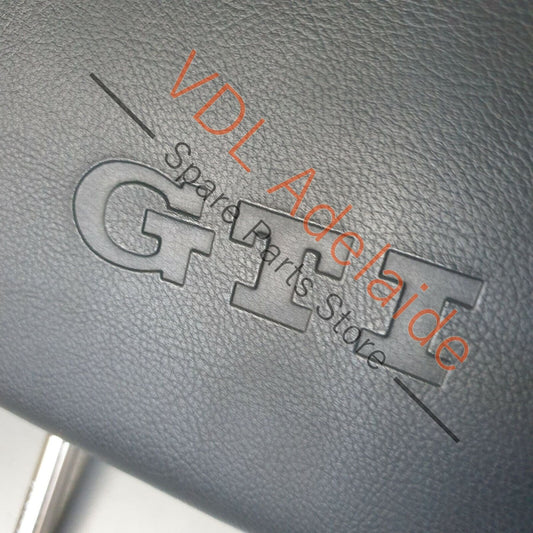 VDL Adelaide
Spare Parts Store
GTI